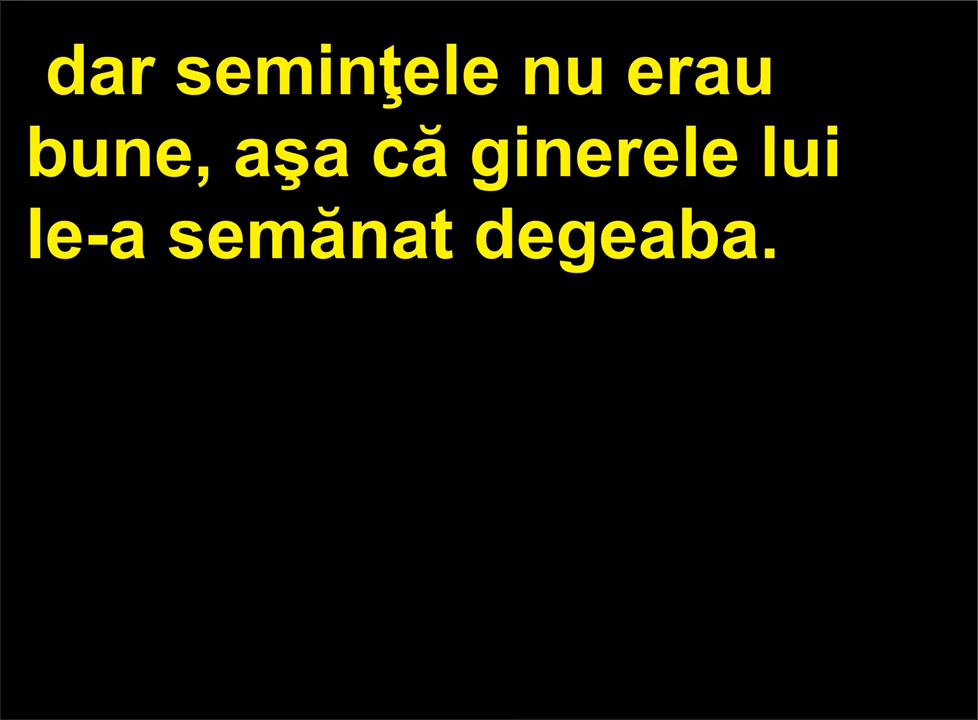 dar seminţele nu erau
bune, aşa că ginerele lui
le-a semănat degeaba.